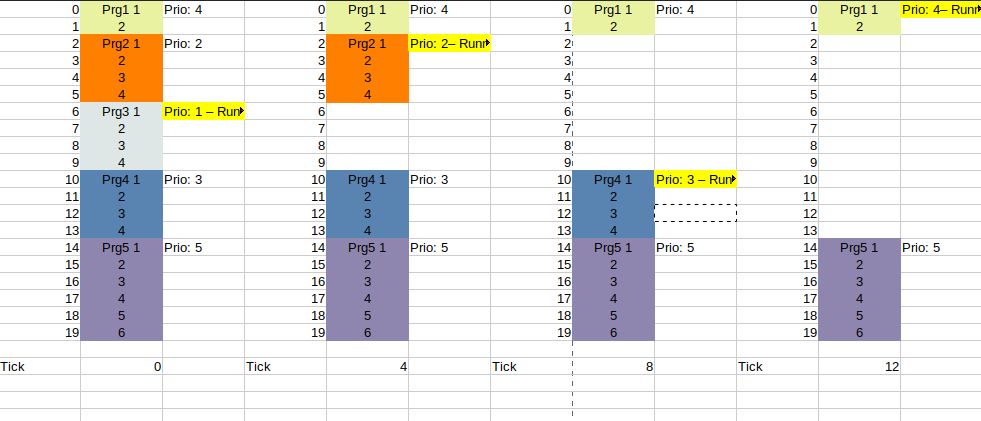 0 Prg1 1 Prio: 4 0 Prg1 1 Prio: 4 0 Prg1 1 Prio: 4 0 Prg1 1 Prio: 4– Runr
1 2 1 2 1 2 1 2
2 Prg2 1 Prio: 2 2 Prg2 1 Prio: 2– Runr 2 2
3 2 3 2 3 3
4 3 4 3 4 4
5 4 5 4 5 5
6 Prg3 1 Prio: 1 – Run 6 6 6
7 2 7 7 7
8 3 8 8 8
9 4 9 9 9
10 Prg4 1 Prio: 3 10 Prg4 1 Prio: 3 10 Prg4 1 Prio: 3 – Run 10
11 2 11 2 11 2 11
12 3 12 3 12 3 12
13 4 13 4 13 4 13
14 Prg5 1 Prio: 5 14 Prg5 1 Prio: 5 14 Prg5 1 Prio: 5 14 Prg5 1 Prio: 5
15 2 15 2 15 2 15 2
16 3 16 3 16 3 16 3
17 4 17 4 17 4 17 4
18 5 18 5 18 5 18 5
19 6 19 6 19 6 19 6
Tick 0 Tick 4 Tick 8 Tick 12